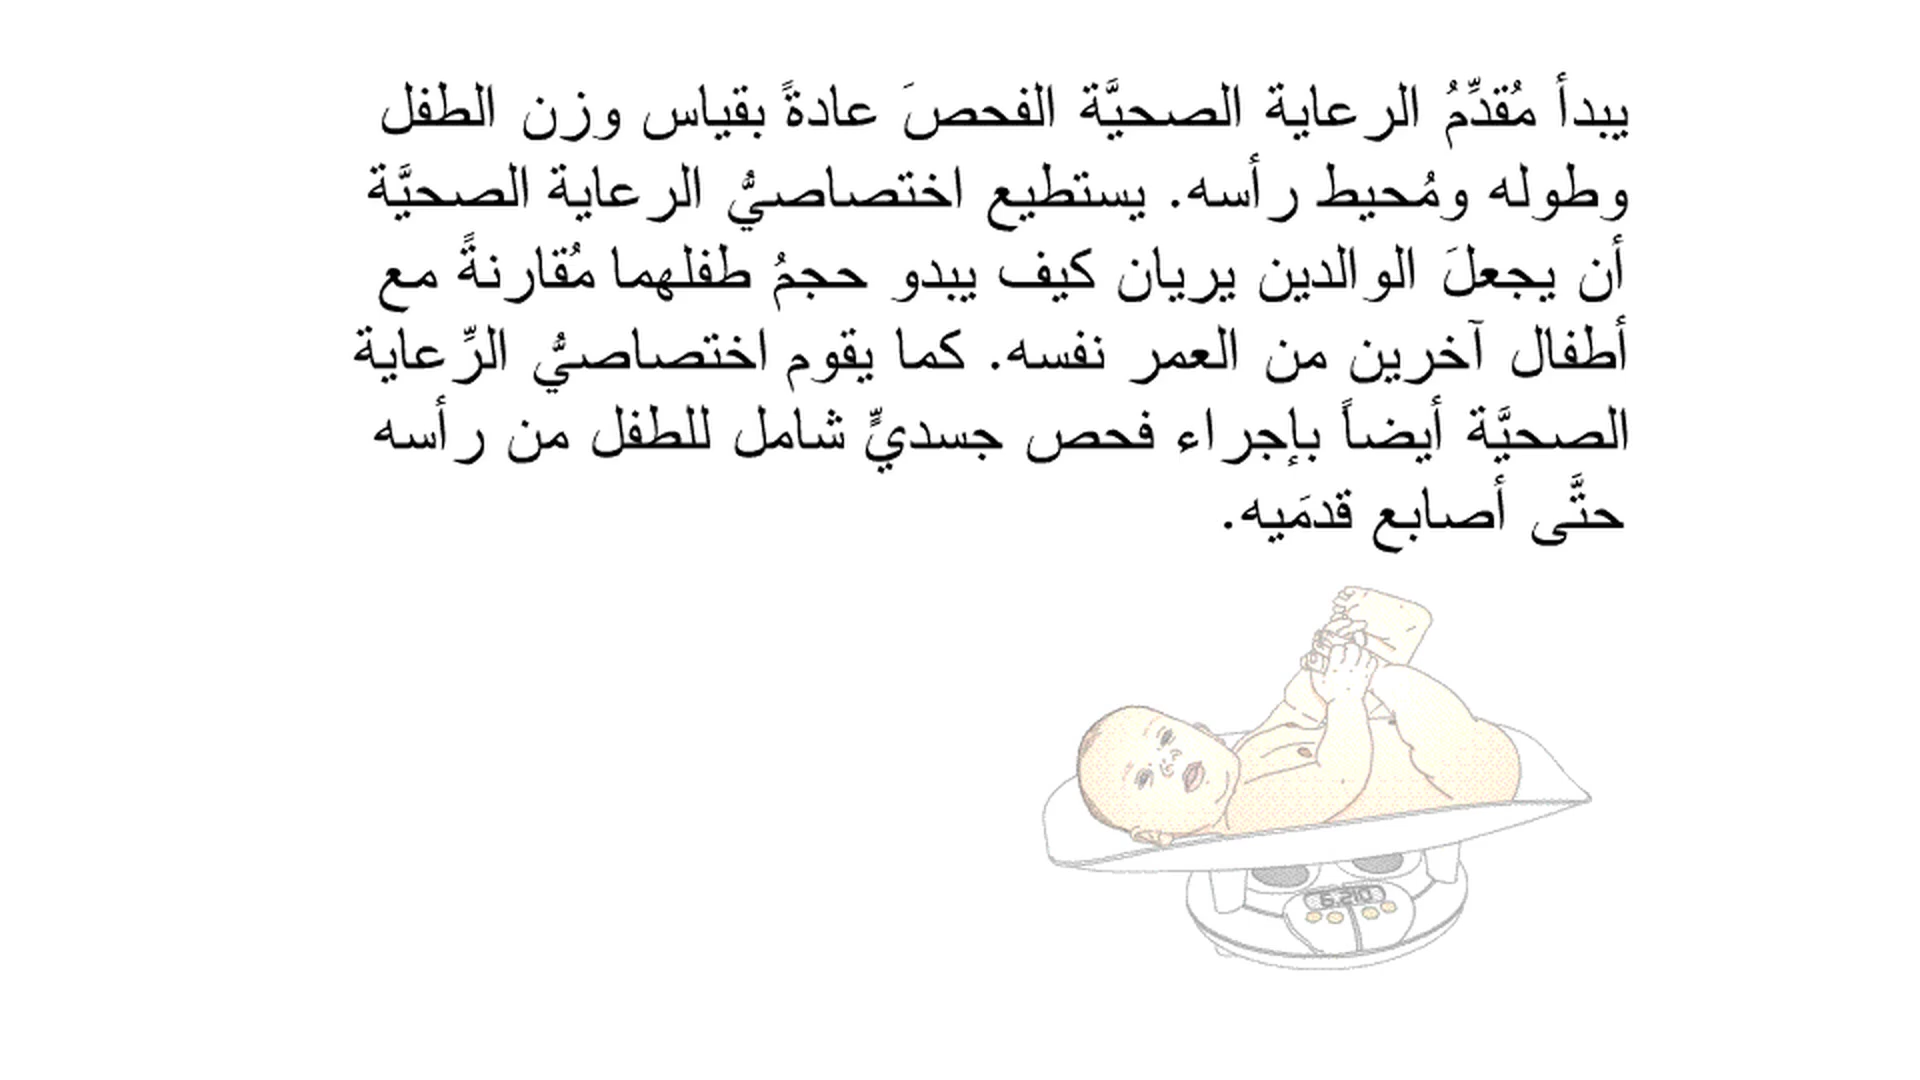 يبدأ مُقدِّمُ الرعاية الصحيَّة الفحصَ عادةً بقياس وزن الطفل
وطوله ومُحيط رأسه. يستطيع اختصاصيُّ الرعاية الصحيَّة
أن يجعلَ الوالدين يريان كيف يبدو حجمُ طفلهما مُقارنةً مع
أطفال آخرين من العمر نفسه. كما يقوم اختصاصيُّ الرِّعاية
الصحيَّة أيضاً بإجراء فحص جسديٍّ شامل للطفل من رأسه
حتَّى أصابع قدمَيه.
6.210